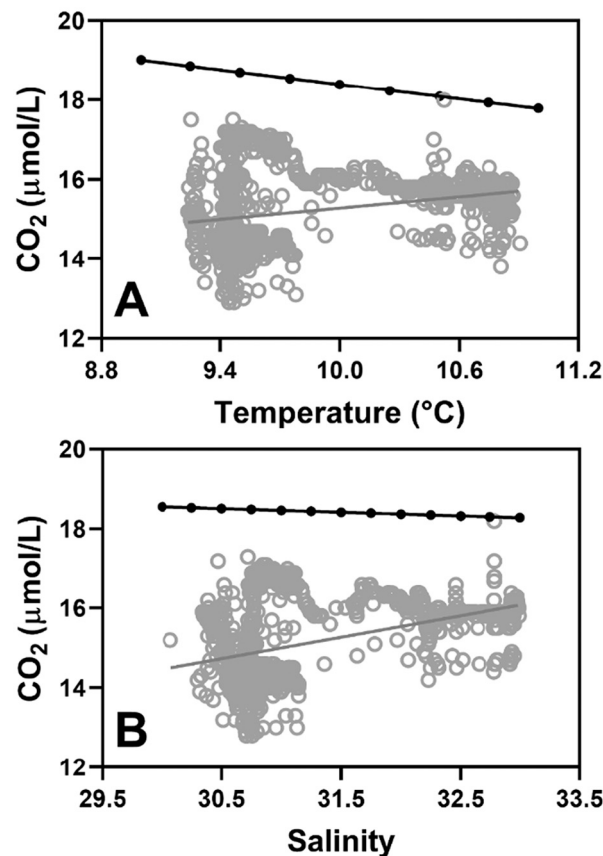 20
18
16
14
12
CO₂ (μmol/L)
A
8.8 9.4 10.0 10.6 11.2
Temperature (°C)
20
18
16
14
12
CO₂ (μmol/L)
B
29.5 30.5 31.5 32.5 33.5
Salinity